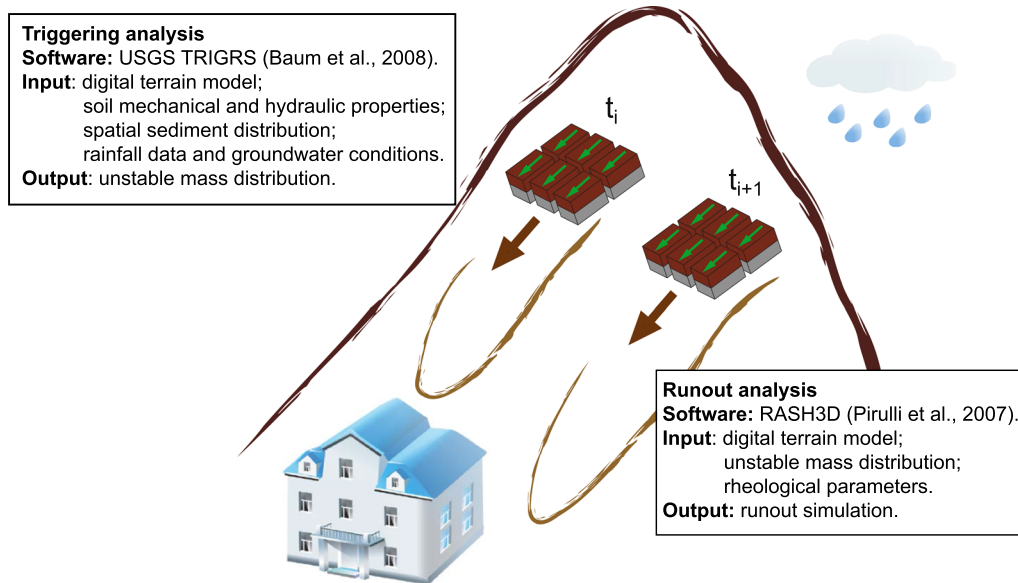 Triggering analysis
Software: USGS TRIGRS (Baum et al., 2008).
Input: digital terrain model;
soil mechanical and hydraulic properties;
spatial sediment distribution;
rainfall data and groundwater conditions.
Output: unstable mass distribution.
ti
ti+1
Runout analysis
Software: RASH3D (Pirulli et al., 2007).
Input: digital terrain model;
unstable mass distribution;
rheological parameters.
Output: runout simulation.